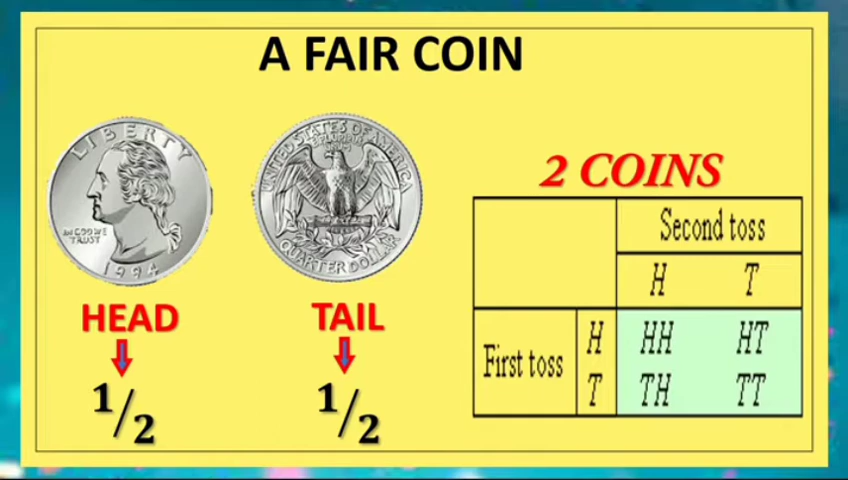 A FAIR COIN
LIBERTY
IN GOD WE
TRUST
1994
UNITED STATES OF AMERICA
QUARTER DOLLAR
HEAD
TAIL
1/2
1/2
2 COINS
Second toss
H T
First toss
H HH HT
T TH TT